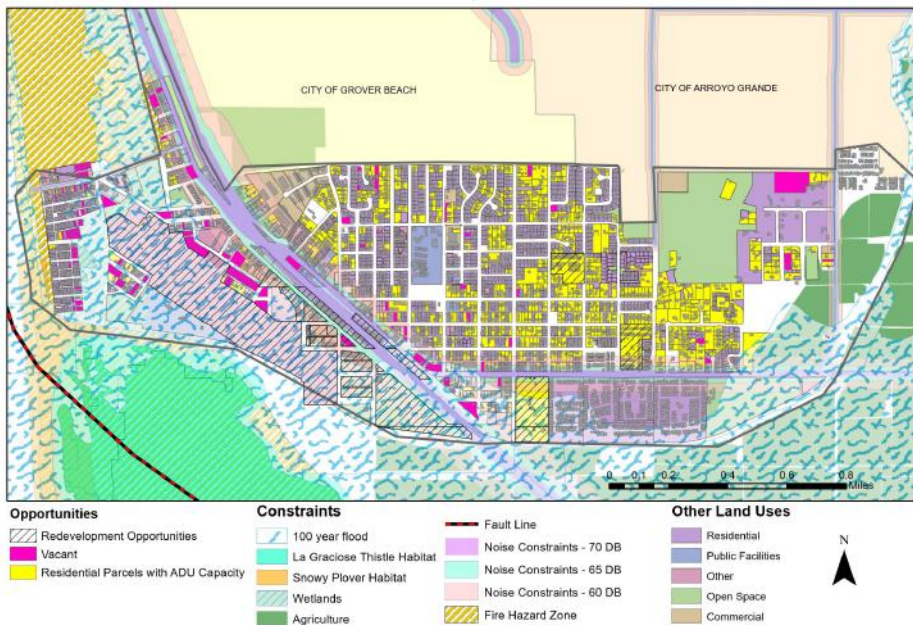 CITY OF GROVER BEACH
CITY OF ARROYO GRANDE
0 0.1 0.2 0.4 0.6 0.8
Miles
Opportunities
Redevelopment Opportunities
Vacant
Residential Parcels with ADU Capacity
Constraints
100 year flood
La Graciose Thistle Habitat
Snowy Plover Habitat
Wetlands
Agriculture
Fault Line
Noise Constraints - 70 DB
Noise Constraints - 65 DB
Noise Constraints - 60 DB
Fire Hazard Zone
Other Land Uses
Residential
Public Facilities
Other
Open Space
Commercial
N